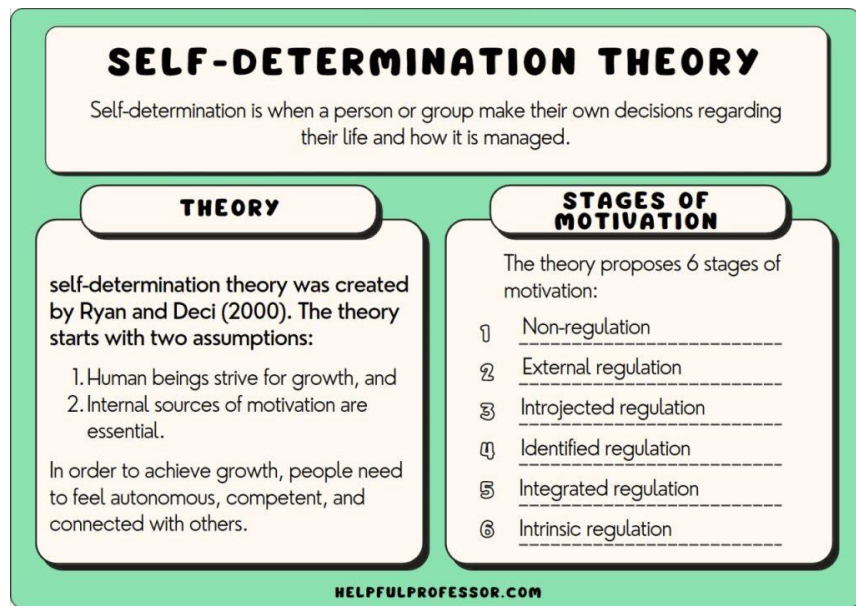 SELF-DETERMINATION THEORY
Self-determination is when a person or group make their own decisions regarding
their life and how it is managed.
THEORY
self-determination theory was created
by Ryan and Deci (2000). The theory
starts with two assumptions:
1. Human beings strive for growth, and
2. Internal sources of motivation are
essential.
In order to achieve growth, people need
to feel autonomous, competent, and
connected with others.
STAGES OF
MOTIVATION
The theory proposes 6 stages of
motivation:
1 Non-regulation
2 External regulation
3 Introjected regulation
4 Identified regulation
5 Integrated regulation
6 Intrinsic regulation
HELPFULPROFESSOR.COM